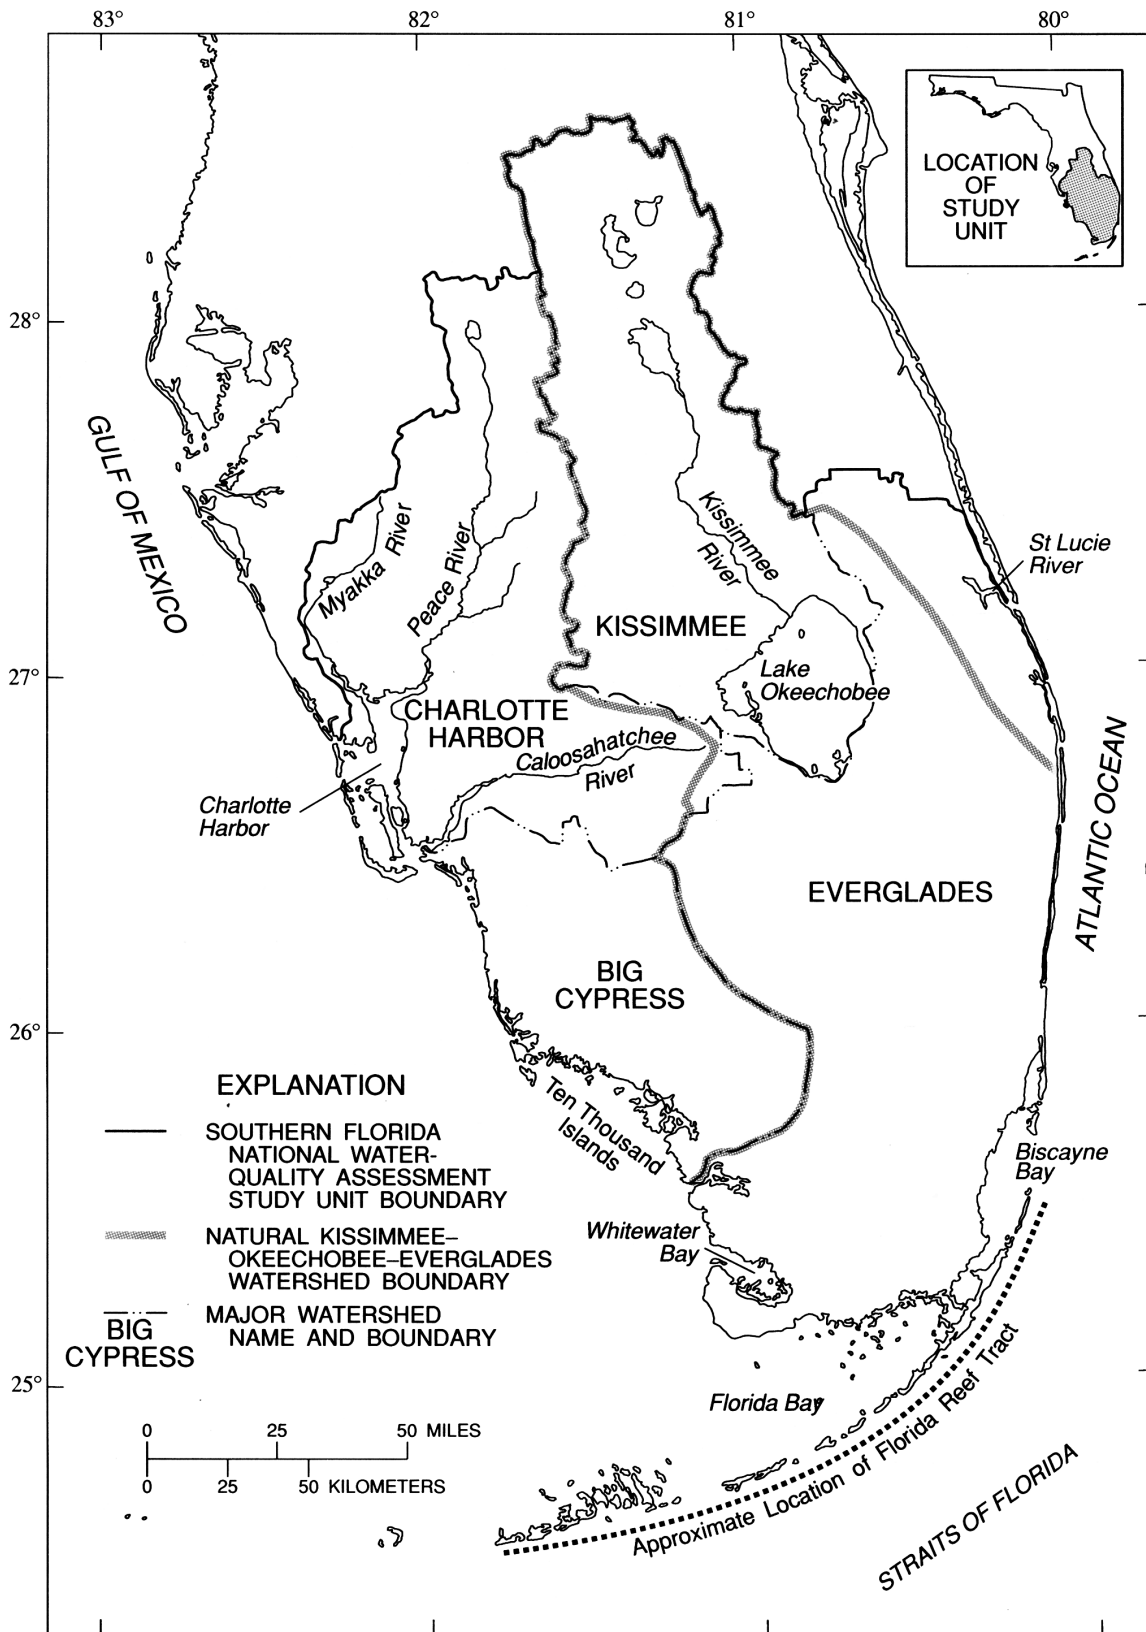 83°
82°
81°
80°
LOCATION
OF
STUDY
UNIT
28°
GULF OF MEXICO
Myakka River
Peace River
Kissimmee
River
St Lucie
River
KISSIMMEE
27°
Lake
Okeechobee
CHARLOTTE
HARBOR
Caloosahatchee
River
Charlotte
Harbor
ATLANTIC OCEAN
EVERGLADES
BIG
CYPRESS
26°
Ten Thousand
Islands
EXPLANATION
SOUTHERN FLORIDA
NATIONAL WATER-
QUALITY ASSESSMENT
STUDY UNIT BOUNDARY
NATURAL KISSIMMEE–
OKEECHOBEE–EVERGLADES
WATERSHED BOUNDARY
BIG
CYPRESS
MAJOR WATERSHED
NAME AND BOUNDARY
Biscayne
Bay
Whitewater
Bay
25°
Florida Bay
Approximate Location of Florida Reef Tract
STRAITS OF FLORIDA
0 25 50 MILES
0 25 50 KILOMETERS